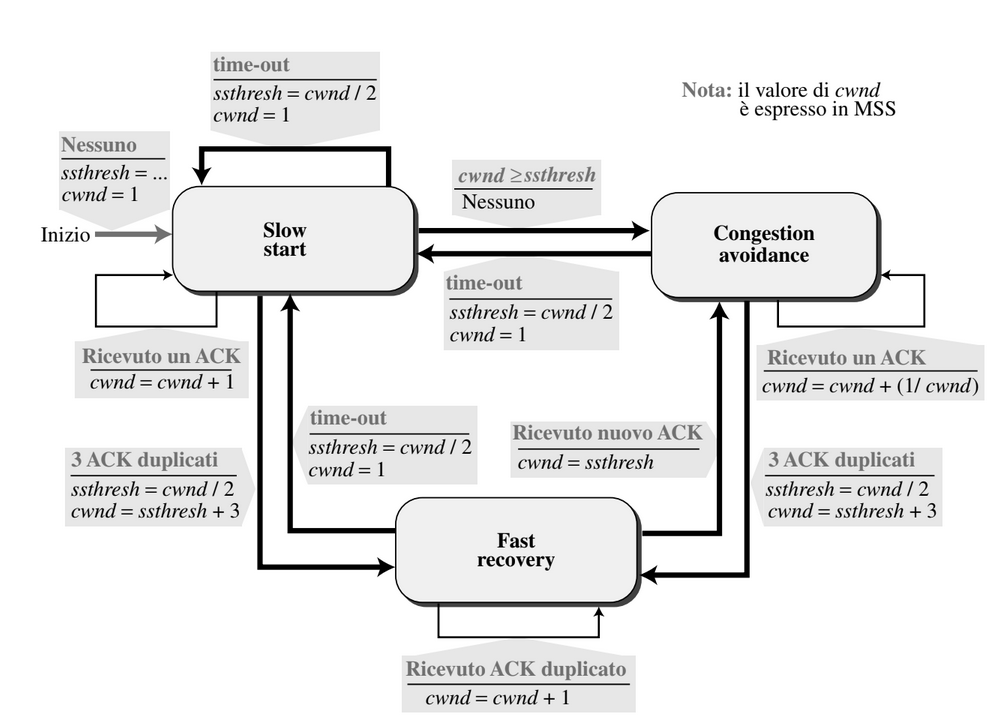 time-out
ssthresh = cwnd / 2
cwnd = 1
Nota: il valore di cwnd
è espresso in MSS
Nessuno
ssthresh = ...
cwnd = 1
Inizio
Slow
start
cwnd ≥ssthresh
Nessuno
Congestion
avoidance
time-out
ssthresh = cwnd / 2
cwnd = 1
Ricevuto un ACK
cwnd = cwnd + 1
Ricevuto un ACK
cwnd = cwnd + (1/ cwnd)
time-out
ssthresh = cwnd / 2
cwnd = 1
Ricevuto nuovo ACK
cwnd = ssthresh
3 ACK duplicati
ssthresh = cwnd / 2
cwnd = ssthresh + 3
3 ACK duplicati
ssthresh = cwnd / 2
cwnd = ssthresh + 3
Fast
recovery
Ricevuto ACK duplicato
cwnd = cwnd + 1